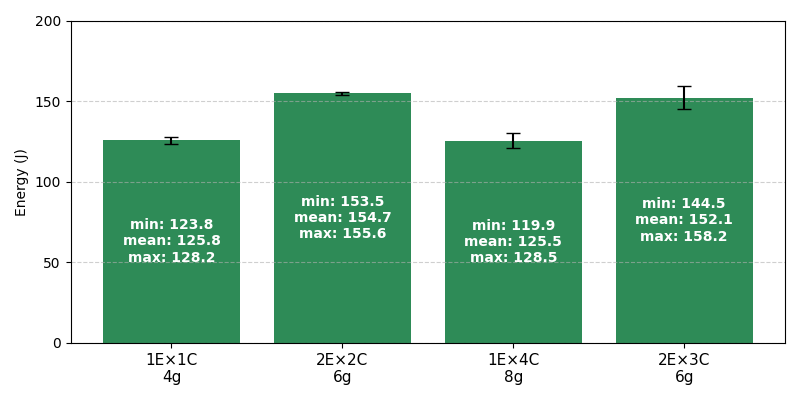 200
150
100
50
0
Energy (J)
min: 123.8
mean: 125.8
max: 128.2
min: 153.5
mean: 154.7
max: 155.6
min: 119.9
mean: 125.5
max: 128.5
min: 144.5
mean: 152.1
max: 158.2
1E×1C
4g
2E×2C
6g
1E×4C
8g
2E×3C
6g